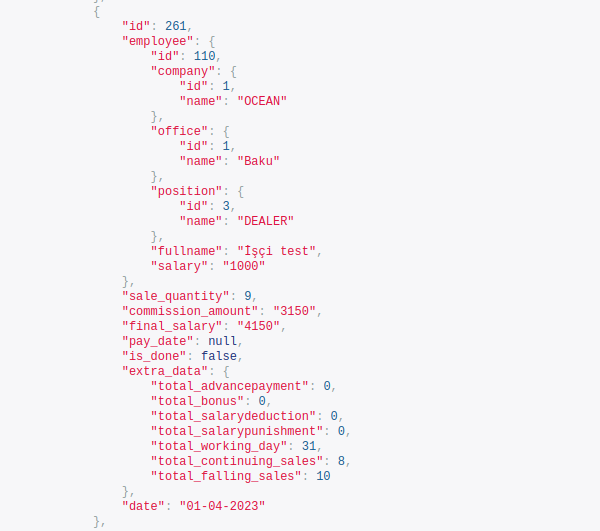 {
"id": 261,
"employee": {
"id": 110,
"company": {
"id": 1,
"name": "OCEAN"
},
"office": {
"id": 1,
"name": "Baku"
},
"position": {
"id": 3,
"name": "DEALER"
},
"fullname": "İşçi test",
"salary": "1000"
},
"sale_quantity": 9,
"commission_amount": "3150",
"final_salary": "4150",
"pay_date": null,
"is_done": false,
"extra_data": {
"total_advancepayment": 0,
"total_bonus": 0,
"total_salarydeduction": 0,
"total_salarypunishment": 0,
"total_working_day": 31,
"total_continuing_sales": 8,
"total_falling_sales": 10
},
"date": "01-04-2023"
},